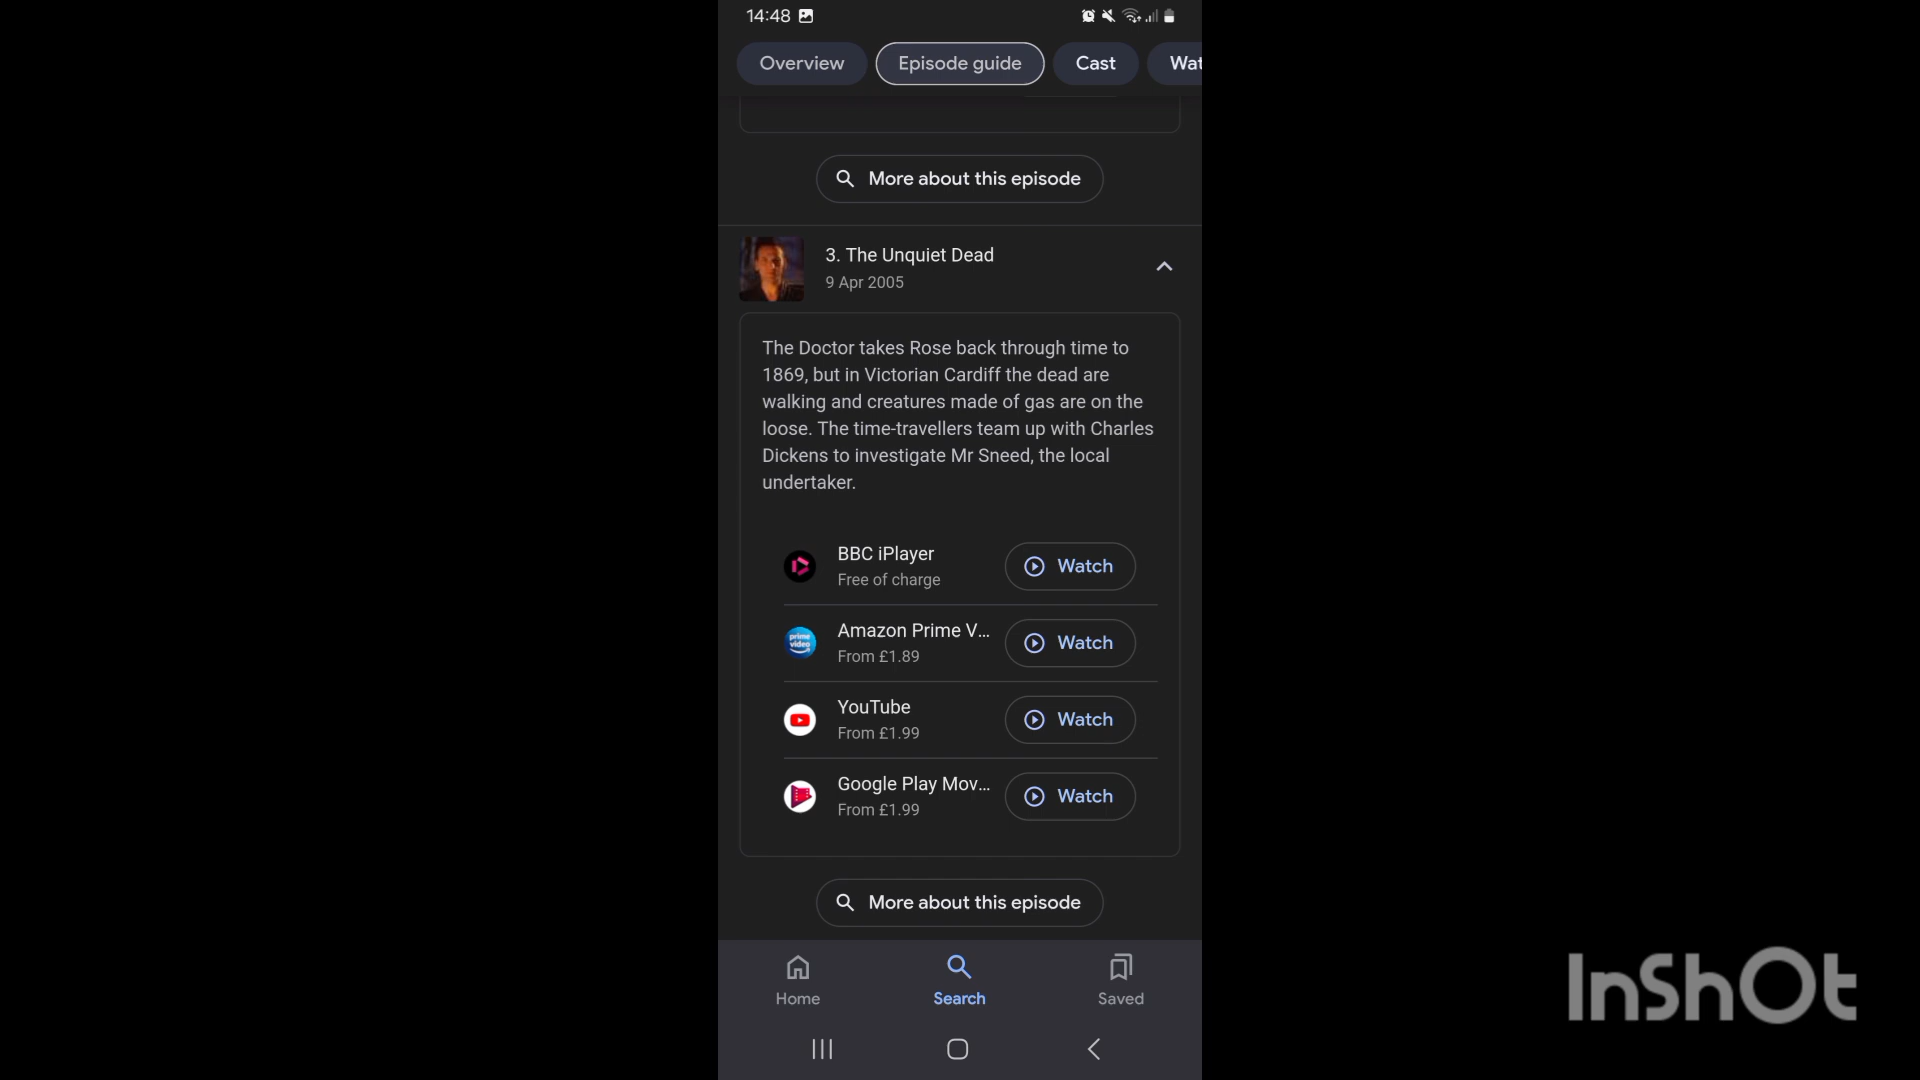 14:48
Overview
Episode guide
Cast
Wat
More about this episode
3. The Unquiet Dead
9 Apr 2005
The Doctor takes Rose back through time to
1869, but in Victorian Cardiff the dead are
walking and creatures made of gas are on the
loose. The time-travellers team up with Charles
Dickens to investigate Mr Sneed, the local
undertaker.
BBC iPlayer
Free of charge
Watch
prime video
Amazon Prime V...
From £1.89
Watch
YouTube
From £1.99
Watch
Google Play Mov...
From £1.99
Watch
More about this episode
Home
Search
Saved
InShOt